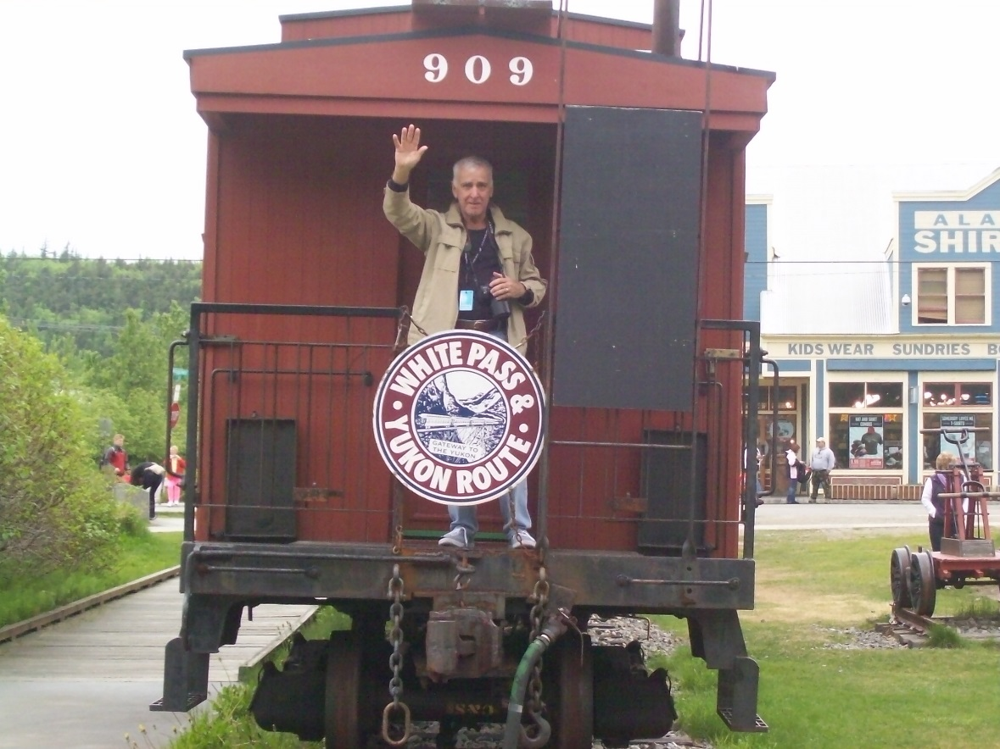 909
ALA
SHIR
KIDS WEAR SUNDRIES B
WHITE PASS &
YUKON ROUTE
GATEWAY TO
THE YUKON